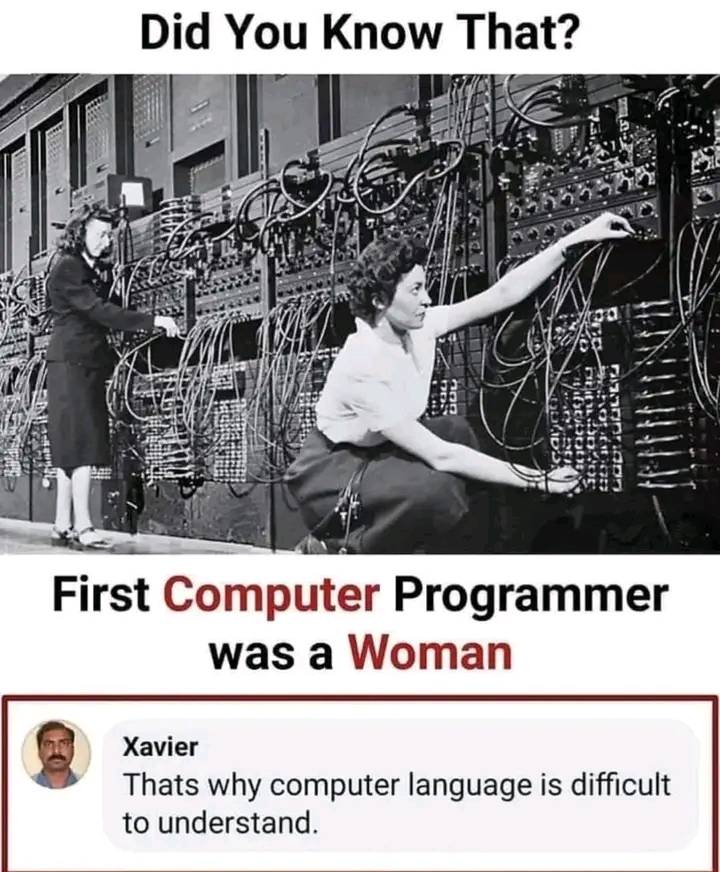 Did You Know That?
First Computer Programmer
was a Woman
Xavier
Thats why computer language is difficult
to understand.